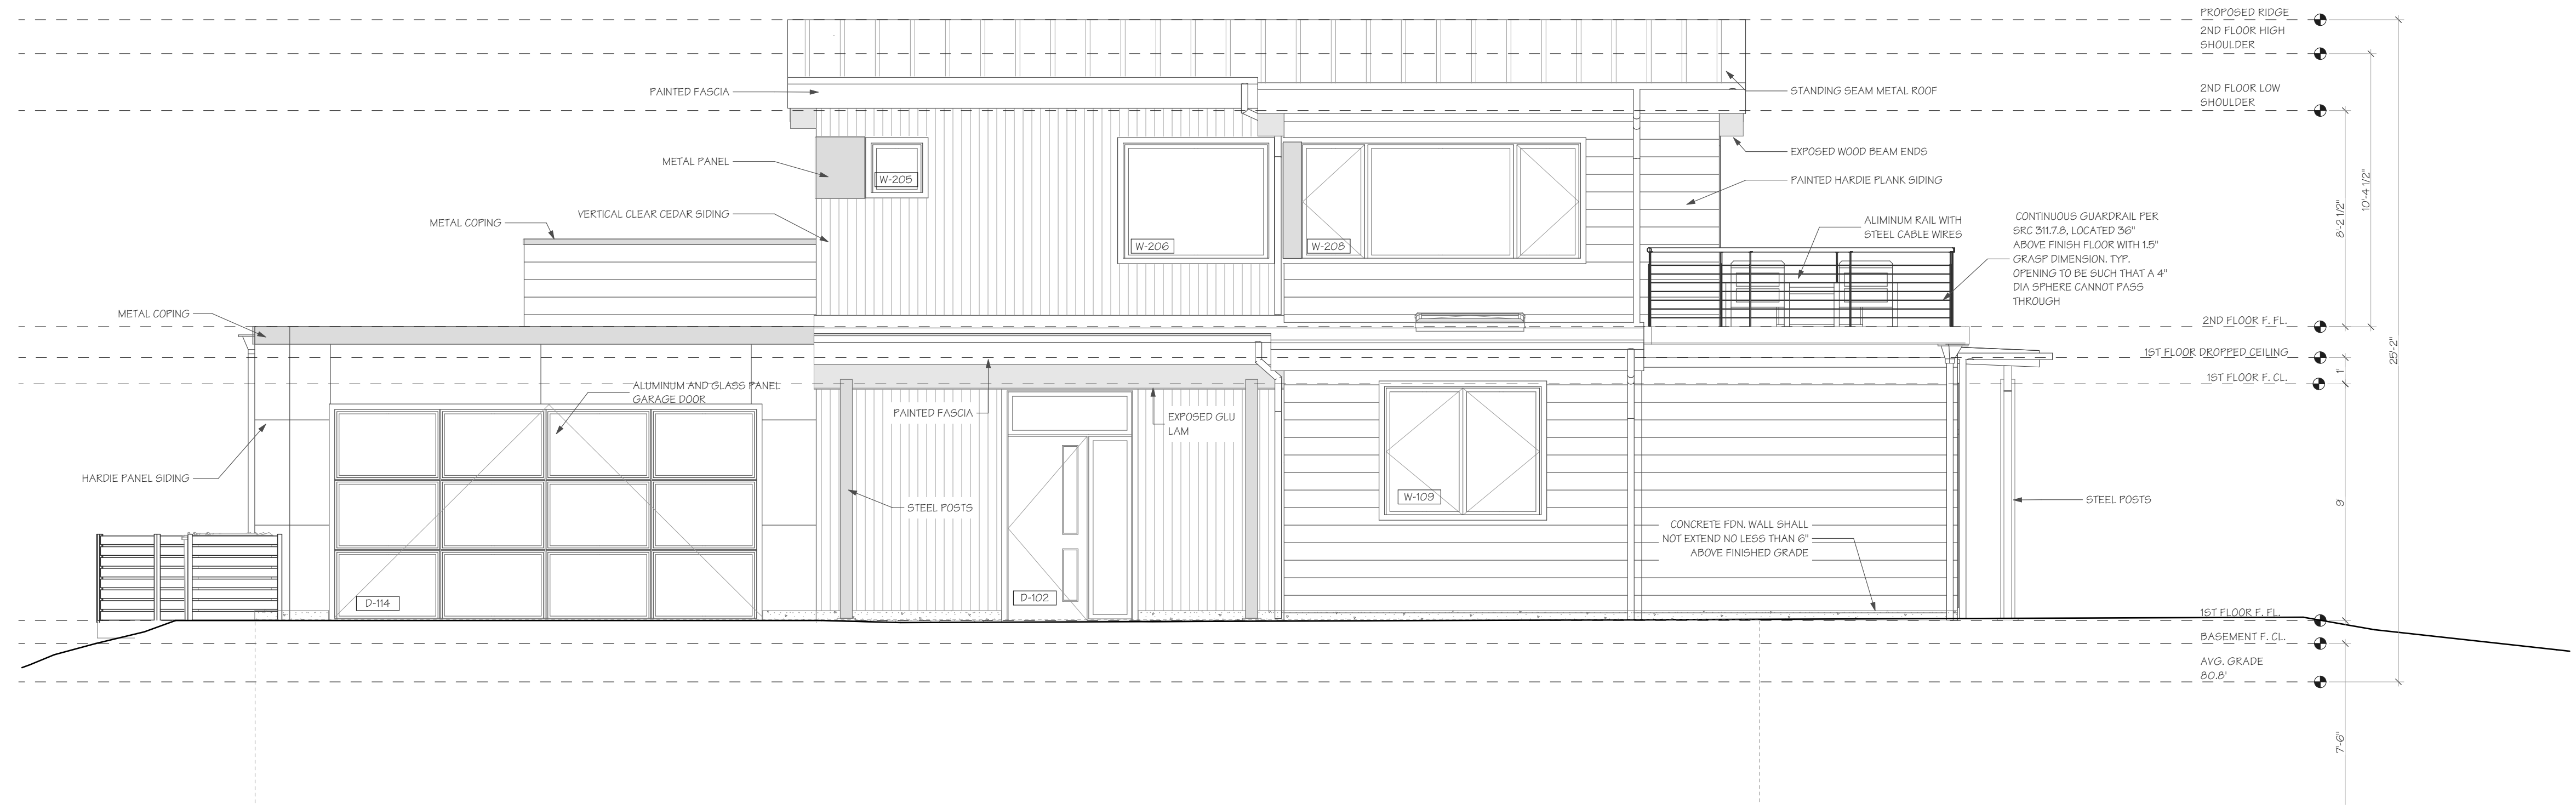 PROPOSED RIDGE
2ND FLOOR HIGH
SHOULDER
PAINTED FASCIA
STANDING SEAM METAL ROOF
2ND FLOOR LOW
SHOULDER
METAL PANEL
W-205
EXPOSED WOOD BEAM ENDS
PAINTED HARDIE PLANK SIDING
10'-4 1/2"
8'-2 1/2"
METAL COPING
VERTICAL CLEAR CEDAR SIDING
W-206
W-208
ALIMINUM RAIL WITH
STEEL CABLE WIRES
CONTINUOUS GUARDRAIL PER
SRC 311.7.8, LOCATED 36"
ABOVE FINISH FLOOR WITH 1.5"
GRASP DIMENSION. TYP.
OPENING TO BE SUCH THAT A 4"
DIA SPHERE CANNOT PASS
THROUGH
METAL COPING
2ND FLOOR F. FL.
25'-2"
1ST FLOOR DROPPED CEILING
1'
1ST FLOOR F. CL.
ALUMINUM AND GLASS PANEL
GARAGE DOOR
PAINTED FASCIA
EXPOSED GLU
LAM
HARDIE PANEL SIDING
STEEL POSTS
W-109
STEEL POSTS
9'
CONCRETE FDN. WALL SHALL
NOT EXTEND NO LESS THAN 6"
ABOVE FINISHED GRADE
D-114
D-102
1ST FLOOR F. FL.
BASEMENT F. CL.
AVG. GRADE
80.8'
7'-6"